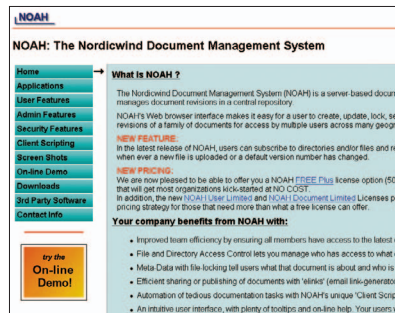 NOAH
NOAH: The Nordicwind Document Management System
Home
Applications
User Features
Admin Features
Security Features
Client Scripting
Screen Shots
On-line Demo
Downloads
3rd Party Software
Contact Info
try the
On-line
Demo!
What is NOAH ?
The Nordicwind Document Management System (NOAH) is a server-based docum
manages document revisions in a central repository.
NOAH's Web browser interface makes it easy for a user to create, update, lock, se
revisions of a family of documents for access by multiple users across many geogr
NEW FEATURE:
In the latest release of NOAH, users can subscribe to directories and/or files and re
when ever a new file is uploaded or a default version number has changed.
NEW PRICING:
We are now pleased to be able to offer you a NOAH FREE Plus license option (50
that will get most organizations kick-started at NO COST.
In addition, the new NOAH User Limited and NOAH Document Limited Licenses p
pricing strategy for those that need more than what a free license can offer.
Your company benefits from NOAH with:
• Improved team efficiency by ensuring all members have access to the latest
• File and Directory Access Control lets you manage who has access to what
• Meta Data with file-locking tell users what that document is about and who is
• Efficient sharing or publishing of documents with 'elinks' (email link-generator
• Automation of tedious documentation tasks with NOAH's unique 'Client Scrip
• An intuitive user interface, with plenty of tooltips and on-line help. Your users